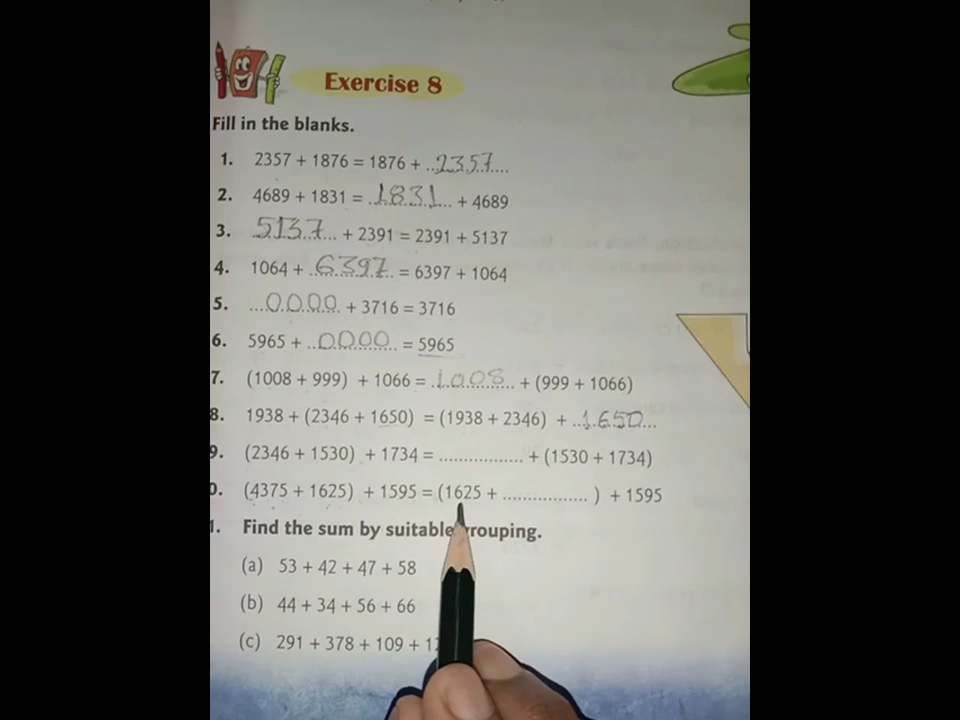 Exercise 8
Fill in the blanks.
1. 2357 + 1876 = 1876 + ..2357....
2. 4689 + 1831 = .1831... + 4689
3. 5137... + 2391 = 2391 + 5137
4. 1064 + .6397.. = 6397 + 1064
5. ...0000. + 3716 = 3716
6. 5965 + ..0000.. = 5965
7. (1008 + 999) + 1066 = .1008.... + (999 + 1066)
8. 1938 + (2346 + 1650) = (1938 + 2346) + ..1650...
9. (2346 + 1530) + 1734 = ................. + (1530 + 1734)
0. (4375 + 1625) + 1595 = (1625 + ................. ) + 1595
1. Find the sum by suitable grouping.
(a) 53 + 42 + 47 + 58
(b) 44 + 34 + 56 + 66
(c) 291 + 378 + 109 +